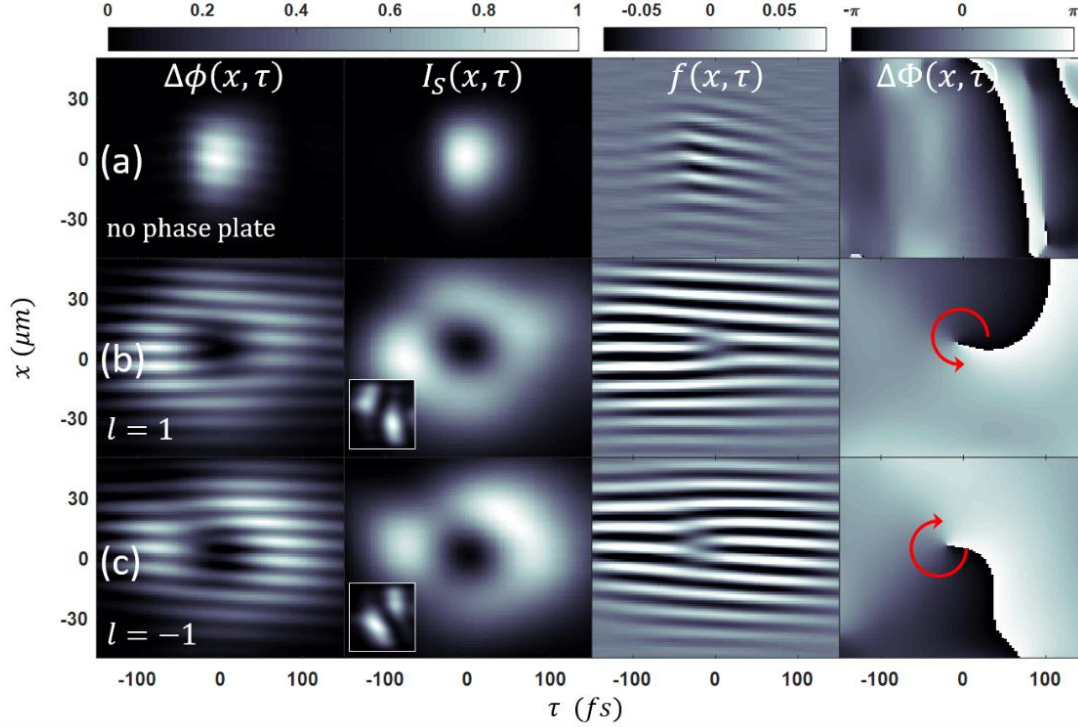 0 0.2 0.4 0.6 0.8 1 -0.05 0 0.05 -π 0 π
Δϕ(x, τ) I_S(x, τ) f(x, τ) ΔΦ(x, τ)
30
0
-30
(a)
no phase plate
30
0
-30
(b)
l = 1
30
0
-30
(c)
l = −1
x (μm)
-100 0 100 -100 0 100 -100 0 100 -100 0 100
τ (fs)